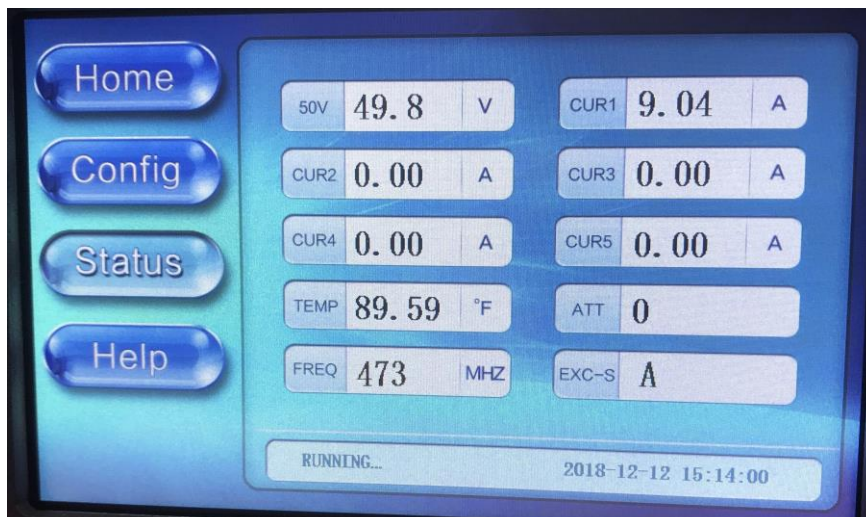 Home
Config
Status
Help
50V 49.8 V
CUR1 9.04 A
CUR2 0.00 A
CUR3 0.00 A
CUR4 0.00 A
CUR5 0.00 A
TEMP 89.59 °F
ATT 0
FREQ 473 MHZ
EXC-S A
RUNNING... 2018-12-12 15:14:00